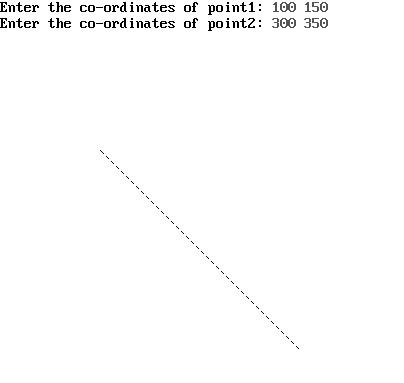 Enter the co-ordinates of point1: 100 150
Enter the co-ordinates of point2: 300 350